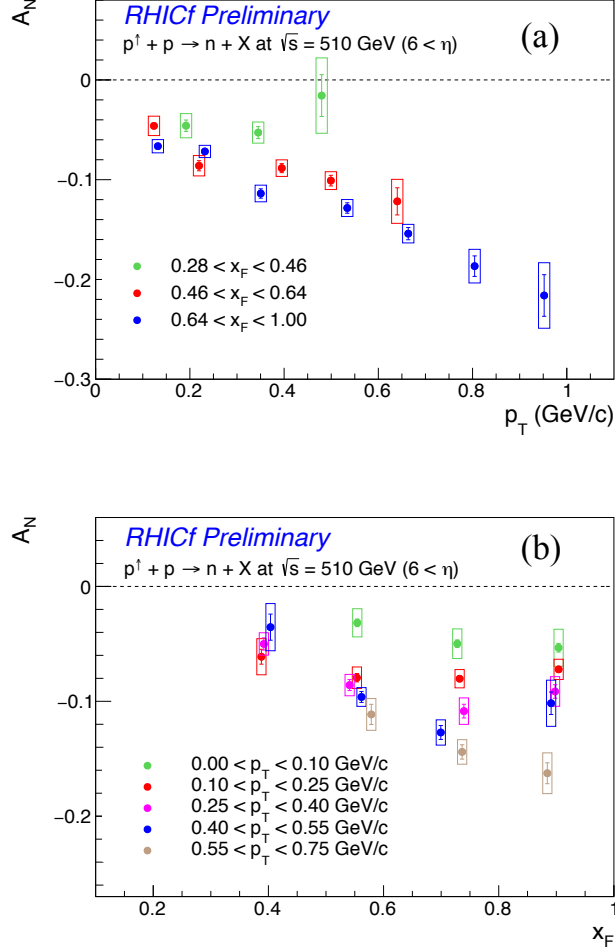 A_N
RHICf Preliminary
p↑ + p → n + X at √s = 510 GeV (6 < η)
(a)
0
−0.1
−0.2
−0.3
0.28 < x_F < 0.46
0.46 < x_F < 0.64
0.64 < x_F < 1.00
0 0.2 0.4 0.6 0.8 1
p_T (GeV/c)
A_N
RHICf Preliminary
p↑ + p → n + X at √s = 510 GeV (6 < η)
(b)
0
−0.1
−0.2
0.00 < p_T < 0.10 GeV/c
0.10 < p_T < 0.25 GeV/c
0.25 < p_T < 0.40 GeV/c
0.40 < p_T < 0.55 GeV/c
0.55 < p_T < 0.75 GeV/c
0.2 0.4 0.6 0.8 1
x_F